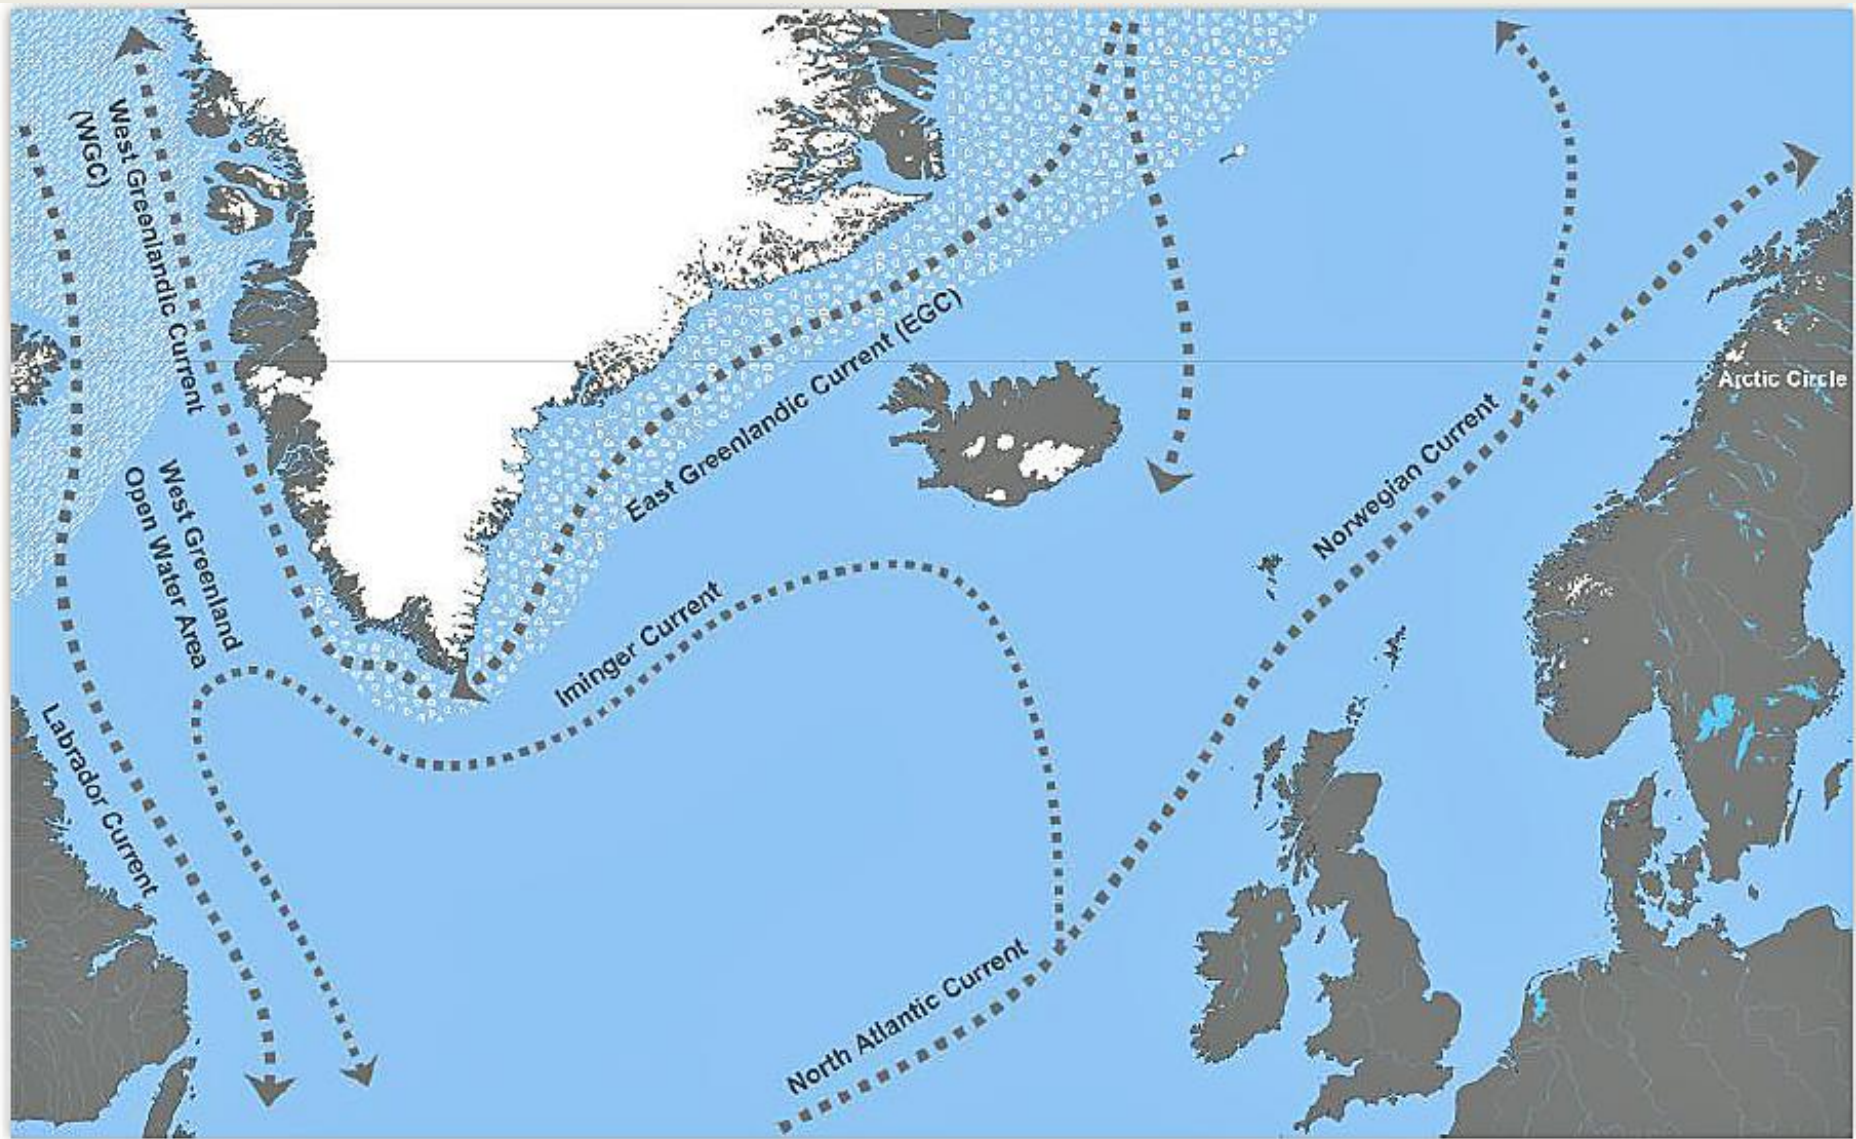 West Greenlandic Current
(WGC)
East Greenlandic Current (EGC)
Arctic Circle
Norwegian Current
West Greenland
Open Water Area
Iminger Current
Labrador Current
North Atlantic Current